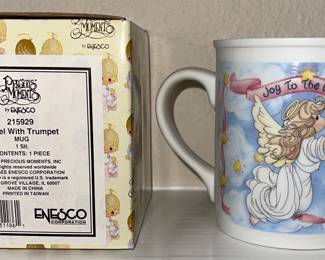 PRECIOUS
MOMENTS
by ENESCO
Precious
Moments
by ENESCO
215929
el With Trumpet
MUG
1 Stl.
CONTENTS: 1 PIECE
PRECIOUS MOMENTS, INC.
rights reserved worldwide
SEE ENESCO CORPORATION
is a registered U.S. trademark
GROVE VILLAGE, IL 60007
MADE IN CHINA
PRINTED IN TAIWAN
ENESCO
CORPORATION
Joy To The